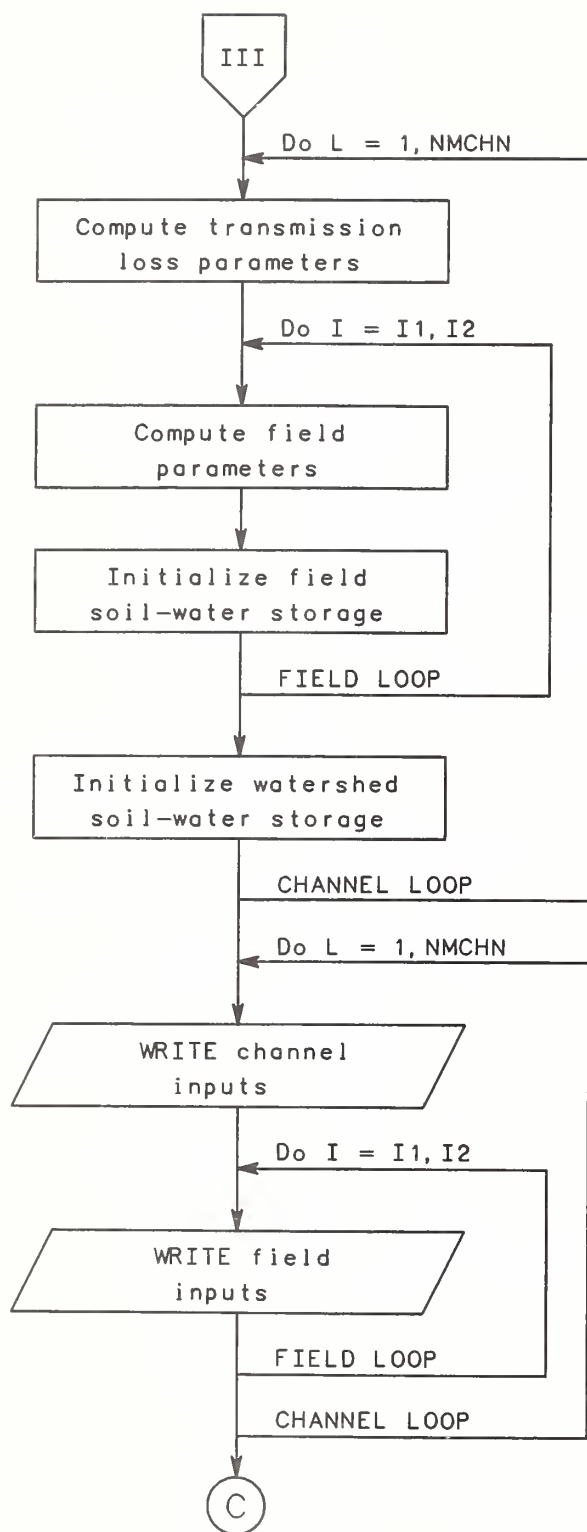 III
Do L = 1, NMCHN
Compute transmission
loss parameters
Do I = I1, I2
Compute field
parameters
Initialize field
soil-water storage
FIELD LOOP
Initialize watershed
soil-water storage
CHANNEL LOOP
Do L = 1, NMCHN
WRITE channel
inputs
Do I = I1, I2
WRITE field
inputs
FIELD LOOP
CHANNEL LOOP
C